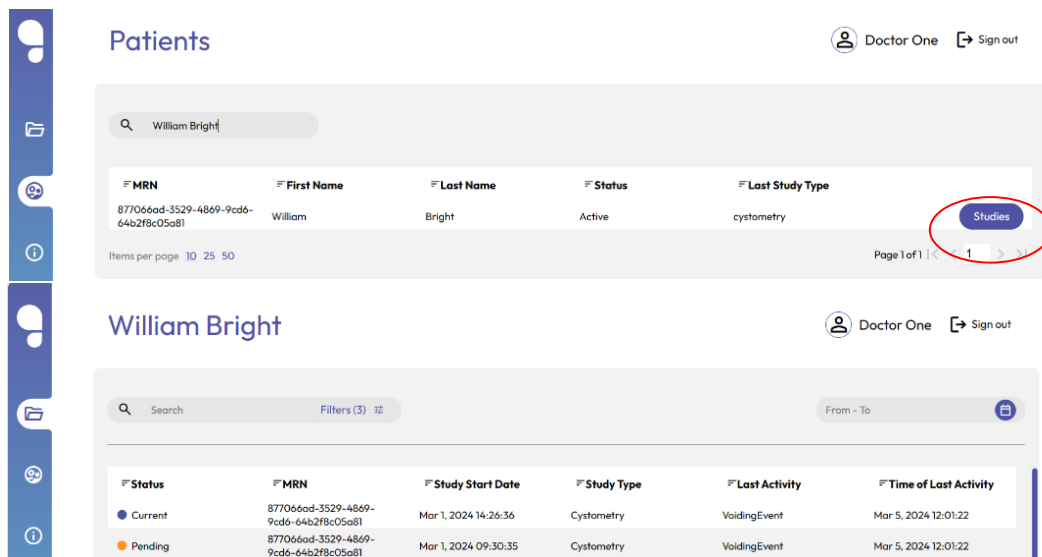 Patients
Doctor One
Sign out
William Bright
MRN First Name Last Name Status Last Study Type
877066ad-3529-4869-9cd6-
64b2f8c05a81
William Bright Active cystometry Studies
Items per page 10 25 50
Page 1 of 1 |< < 1 > >|
William Bright
Doctor One
Sign out
Search
Filters (3)
From - To
Status MRN Study Start Date Study Type Last Activity Time of Last Activity
Current 877066ad-3529-4869-
9cd6-64b2f8c05a81
Mar 1, 2024 14:26:36 Cystometry VoidingEvent Mar 5, 2024 12:01:22
Pending 877066ad-3529-4869-
9cd6-64b2f8c05a81
Mar 1, 2024 09:30:35 Cystometry VoidingEvent Mar 5, 2024 12:01:22